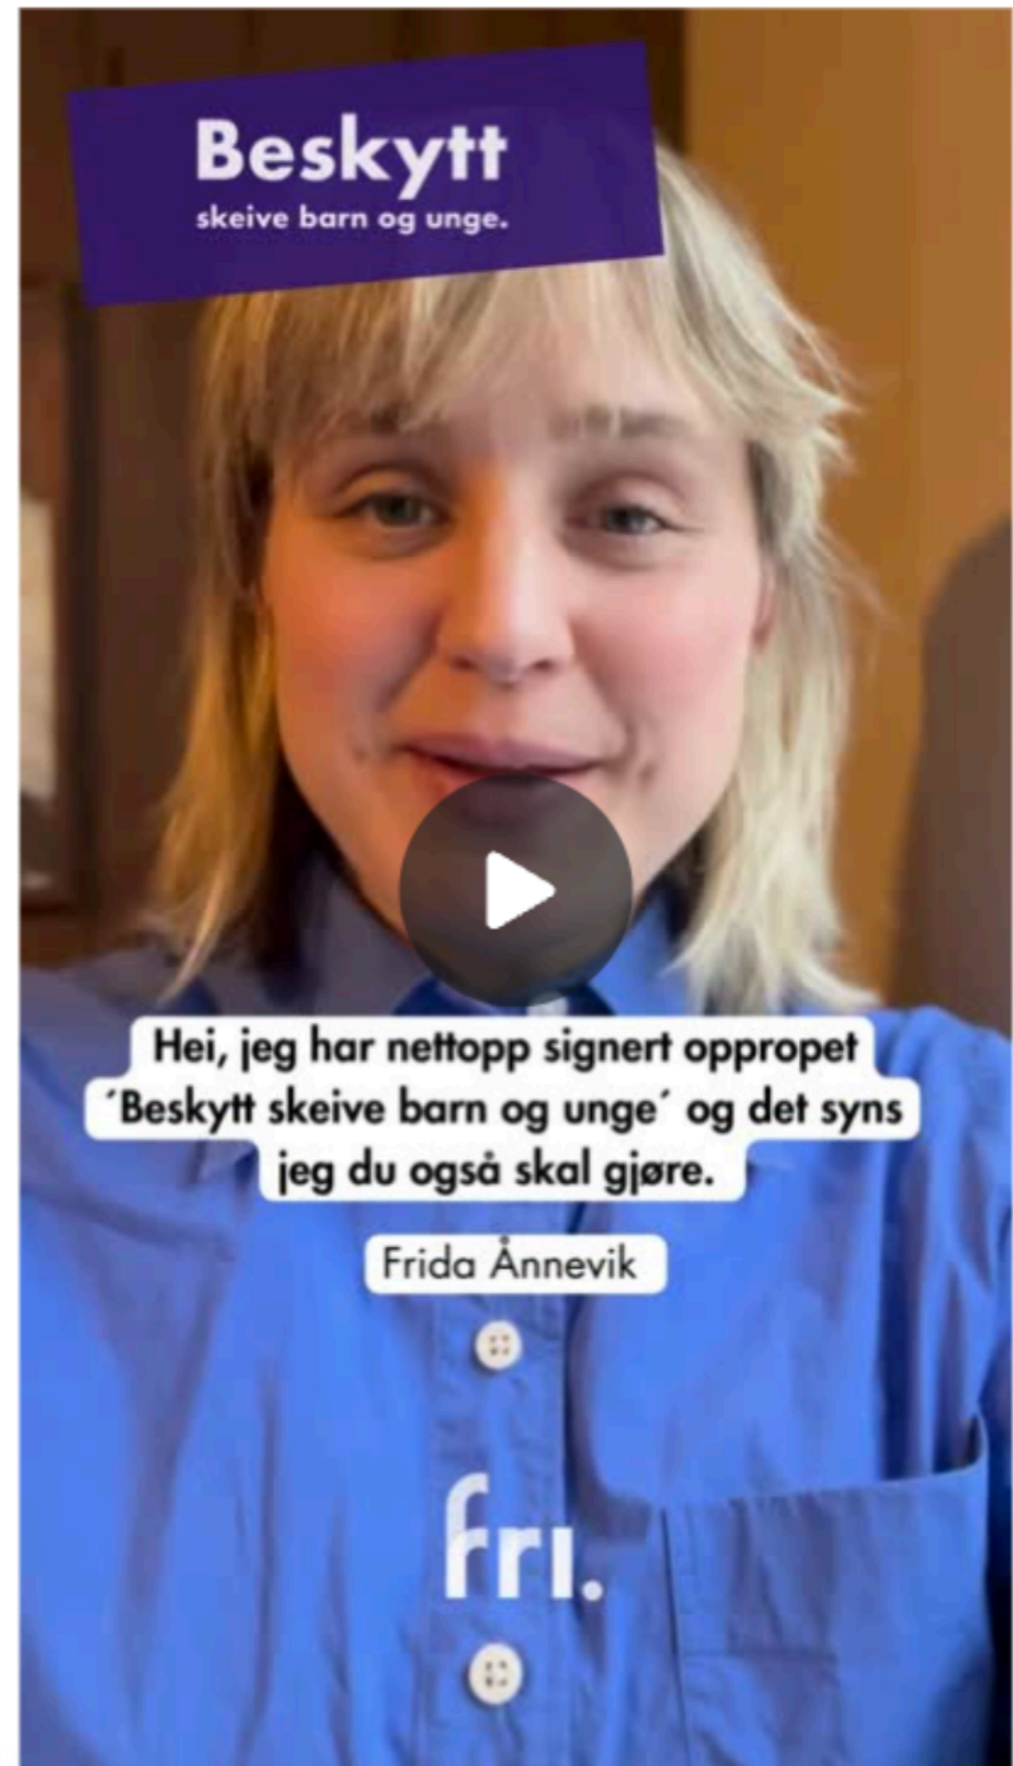 Beskytt
skeive barn og unge.
Hei, jeg har nettopp signert oppropet
´Beskytt skeive barn og unge´ og det syns
jeg du også skal gjøre.
Frida Ånnevik
fri.